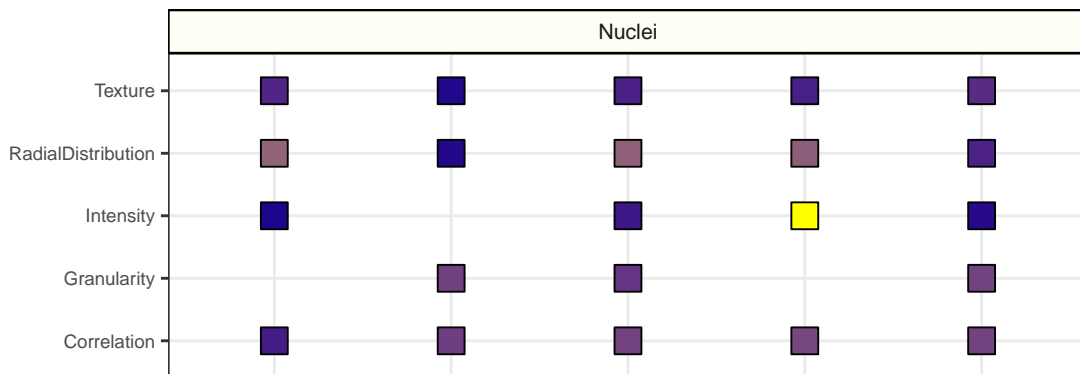 Nuclei
Texture
RadialDistribution
Intensity
Granularity
Correlation